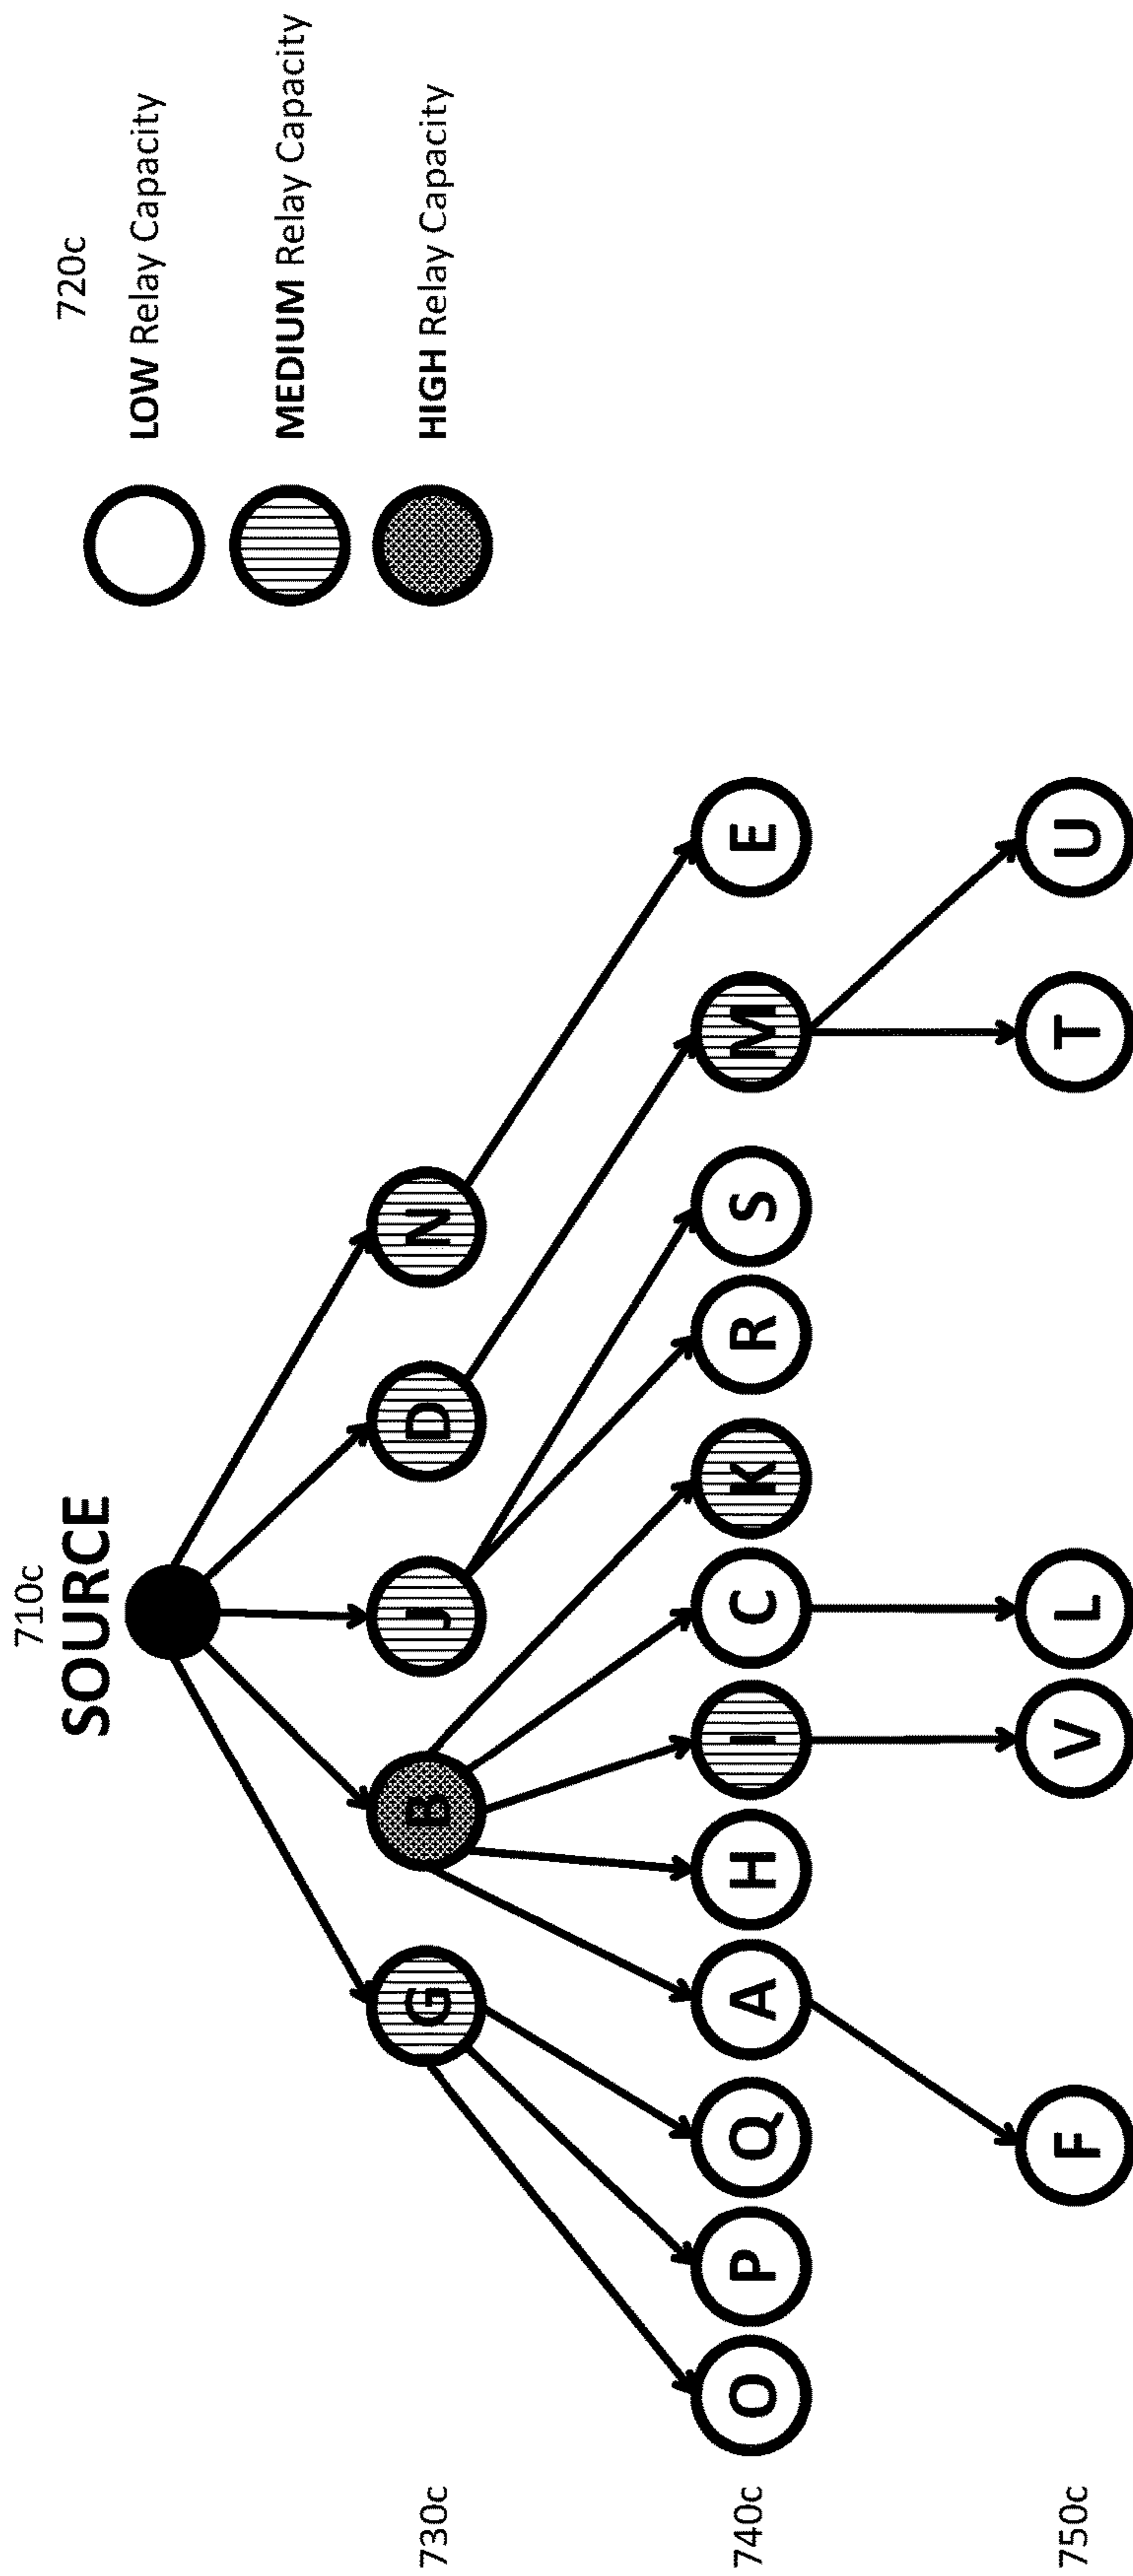 710c
SOURCE
720c
LOW Relay Capacity
MEDIUM Relay Capacity
HIGH Relay Capacity
730c
G B J D N
740c
O P Q A H I C K R S M E
750c
F V L T U